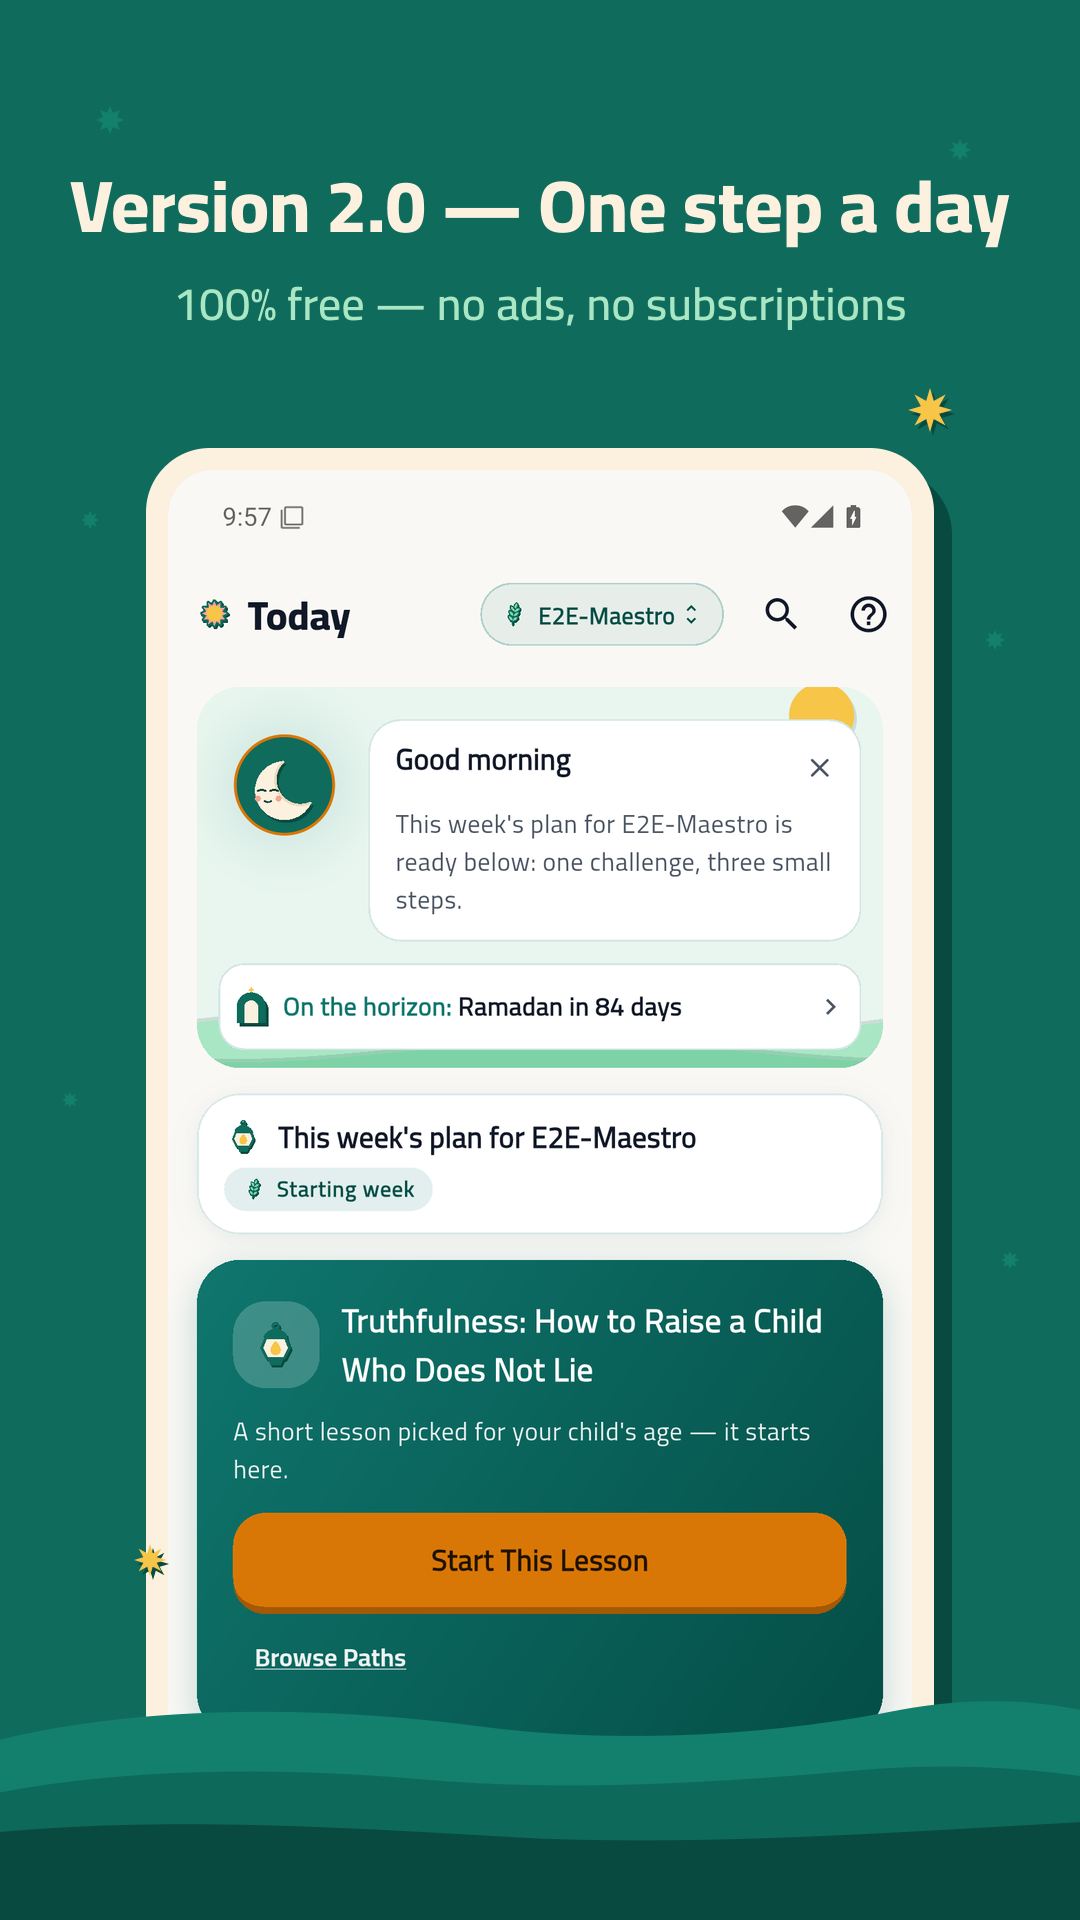 Version 2.0 — One step a day
100% free — no ads, no subscriptions
9:57
Today
E2E-Maestro
Good morning
This week's plan for E2E-Maestro is
ready below: one challenge, three small
steps.
On the horizon: Ramadan in 84 days
This week's plan for E2E-Maestro
Starting week
Truthfulness: How to Raise a Child
Who Does Not Lie
A short lesson picked for your child's age — it starts
here.
Start This Lesson
Browse Paths